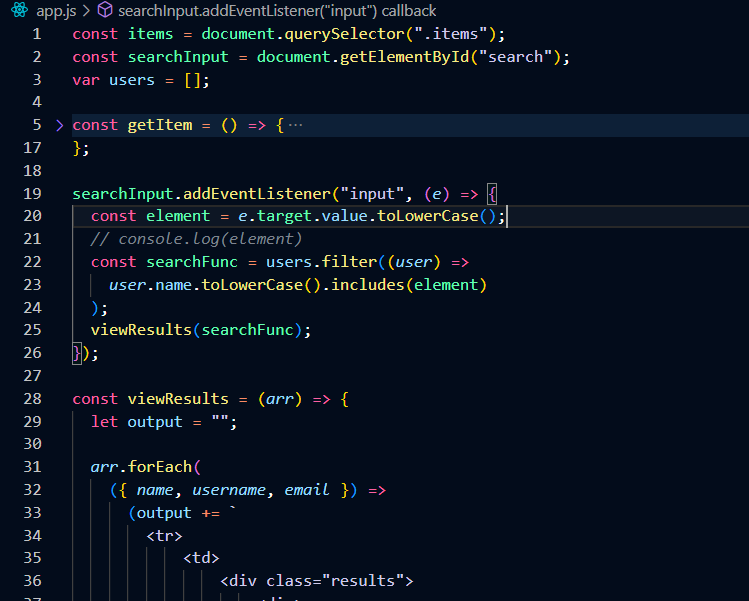 app.js > searchInput.addEventListener("input") callback
1 const items = document.querySelector(".items");
2 const searchInput = document.getElementById("search");
3 var users = [];
4
5 > const getItem = () => { ···
17 };
18
19 searchInput.addEventListener("input", (e) => {
20 const element = e.target.value.toLowerCase();
21 // console.log(element)
22 const searchFunc = users.filter((user) =>
23 user.name.toLowerCase().includes(element)
24 );
25 viewResults(searchFunc);
26 });
27
28 const viewResults = (arr) => {
29 let output = "";
30
31 arr.forEach(
32 ({ name, username, email }) =>
33 (output += `
34 <tr>
35 <td>
36 <div class="results">
37 <div>